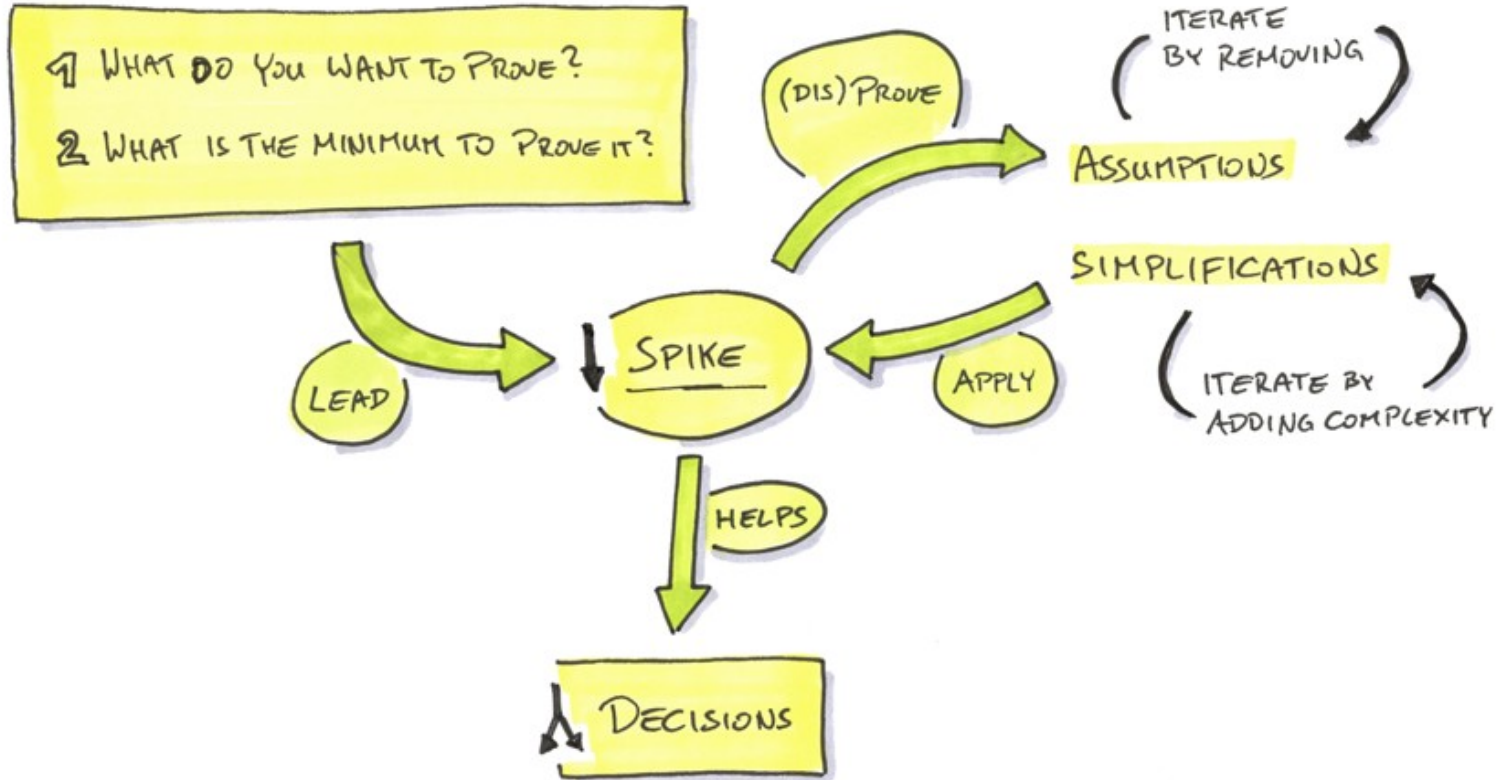 1 WHAT DO YOU WANT TO PROVE?
2 WHAT IS THE MINIMUM TO PROVE IT?
(DIS) PROVE
ITERATE
BY REMOVING
ASSUMPTIONS
SIMPLIFICATIONS
SPIKE
LEAD
APPLY
ITERATE BY
ADDING COMPLEXITY
HELPS
DECISIONS